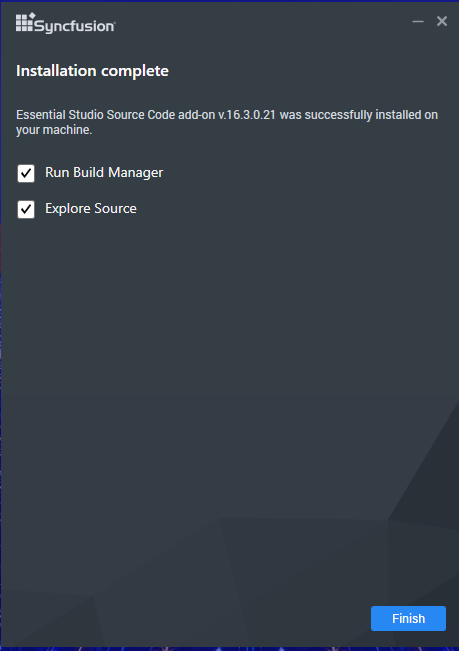 Syncfusion
Installation complete
Essential Studio Source Code add-on v.16.3.0.21 was successfully installed on
your machine.
Run Build Manager
Explore Source
Finish